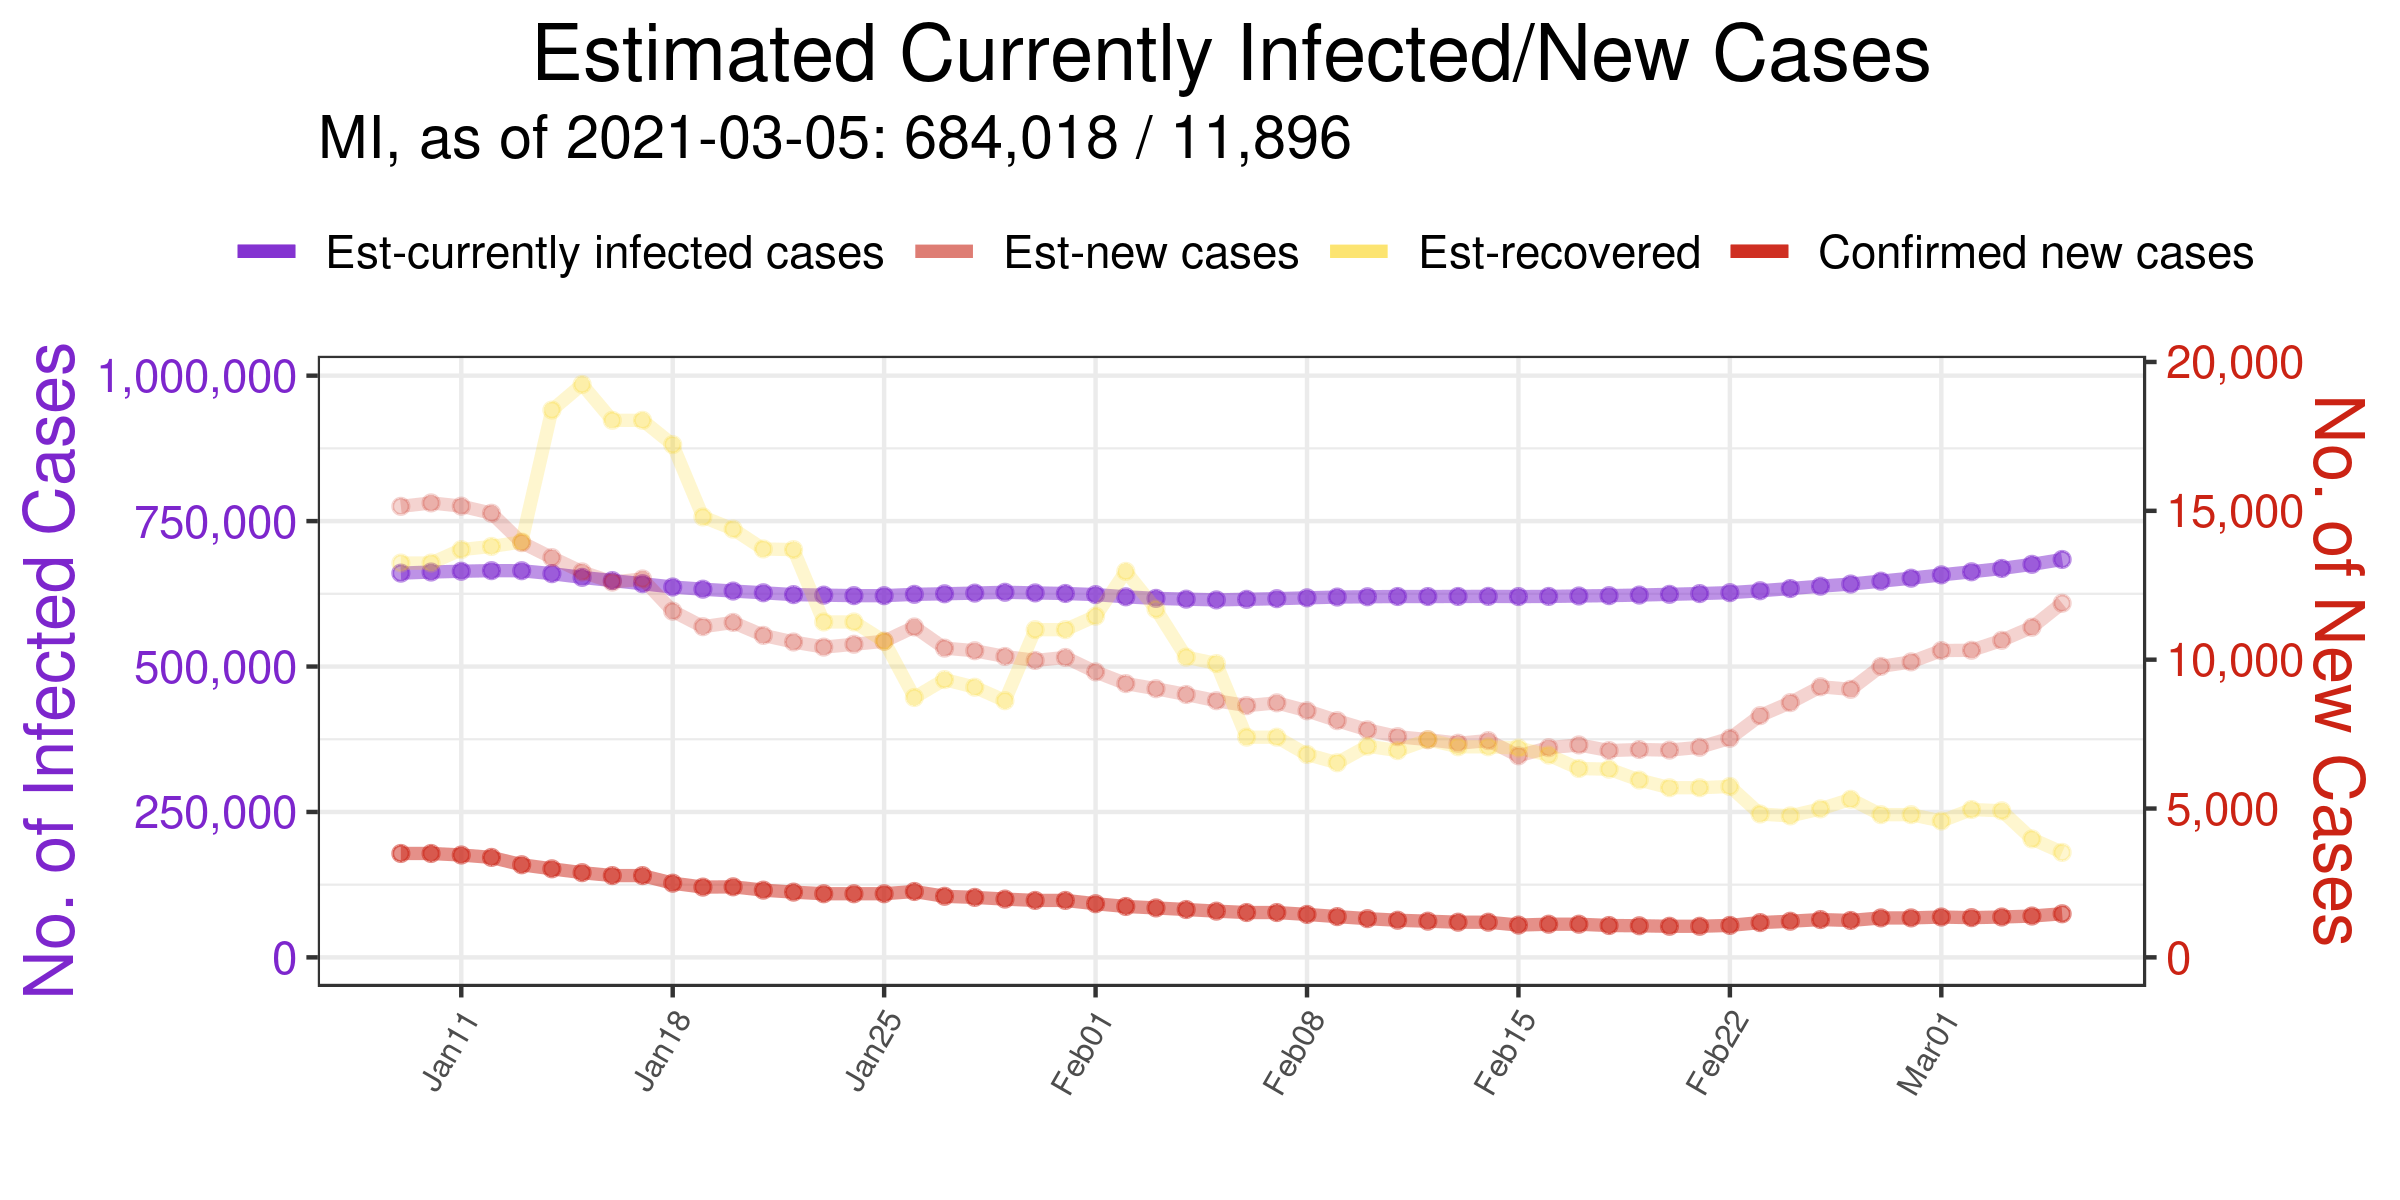 Estimated Currently Infected/New Cases
MI, as of 2021-03-05: 684,018 / 11,896
Est-currently infected cases Est-new cases Est-recovered Confirmed new cases
No. of Infected Cases
1,000,000
750,000
500,000
250,000
0
20,000
15,000
10,000
5,000
0
No. of New Cases
Jan11 Jan18 Jan25 Feb01 Feb08 Feb15 Feb22 Mar01